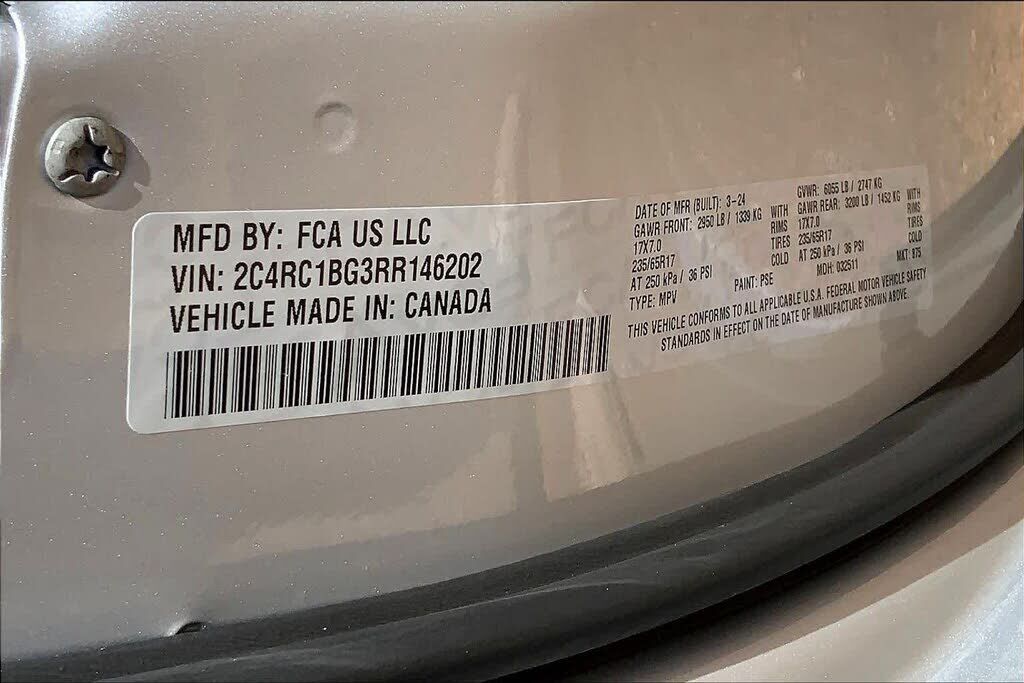 MFD BY: FCA US LLC
VIN: 2C4RC1BG3RR146202
VEHICLE MADE IN: CANADA
DATE OF MFR (BUILT): 3-24 GVWR: 6055 LB / 2747 KG
GAWR FRONT: 2950 LB / 1339 KG WITH GAWR REAR: 3200 LB / 1452 KG WITH
17X7.0 RIMS 17X7.0 RIMS
235/65R17 TIRES 235/65R17 TIRES
AT 250 kPa / 36 PSI COLD AT 250 kPa / 36 PSI COLD
TYPE: MPV PAINT: PSE MDH: 032511 MKT: 875
THIS VEHICLE CONFORMS TO ALL APPLICABLE U.S.A. FEDERAL MOTOR VEHICLE SAFETY
STANDARDS IN EFFECT ON THE DATE OF MANUFACTURE SHOWN ABOVE.